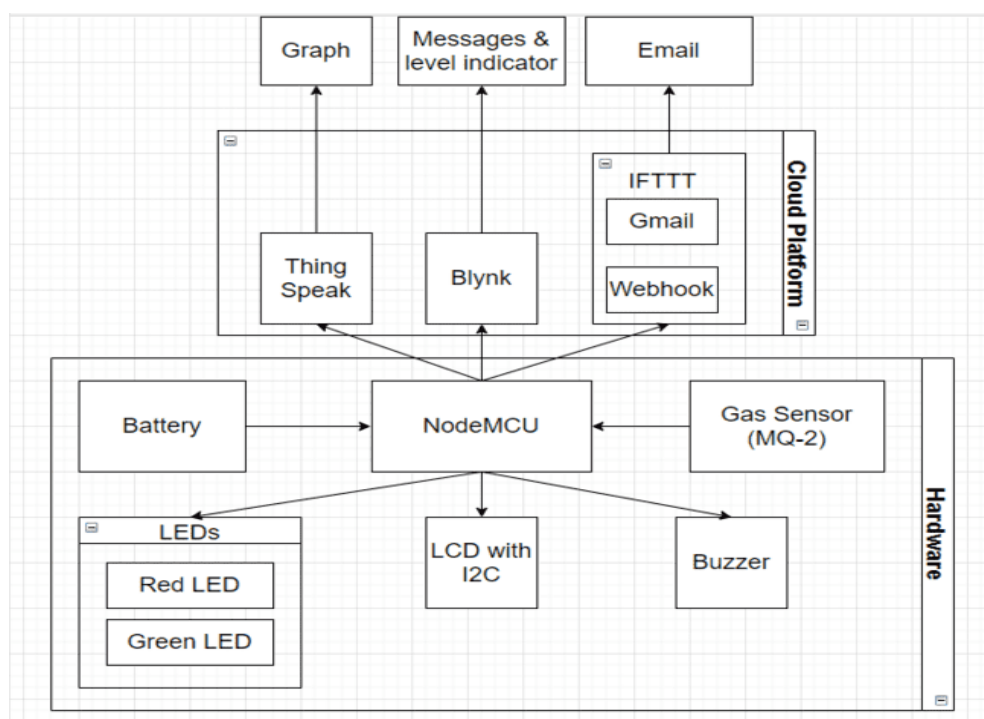 Graph
Messages &
level indicator
Email
Cloud Platform
IFTTT
Gmail
Webhook
Thing
Speak
Blynk
Hardware
Battery
NodeMCU
Gas Sensor
(MQ-2)
LEDs
Red LED
Green LED
LCD with
I2C
Buzzer